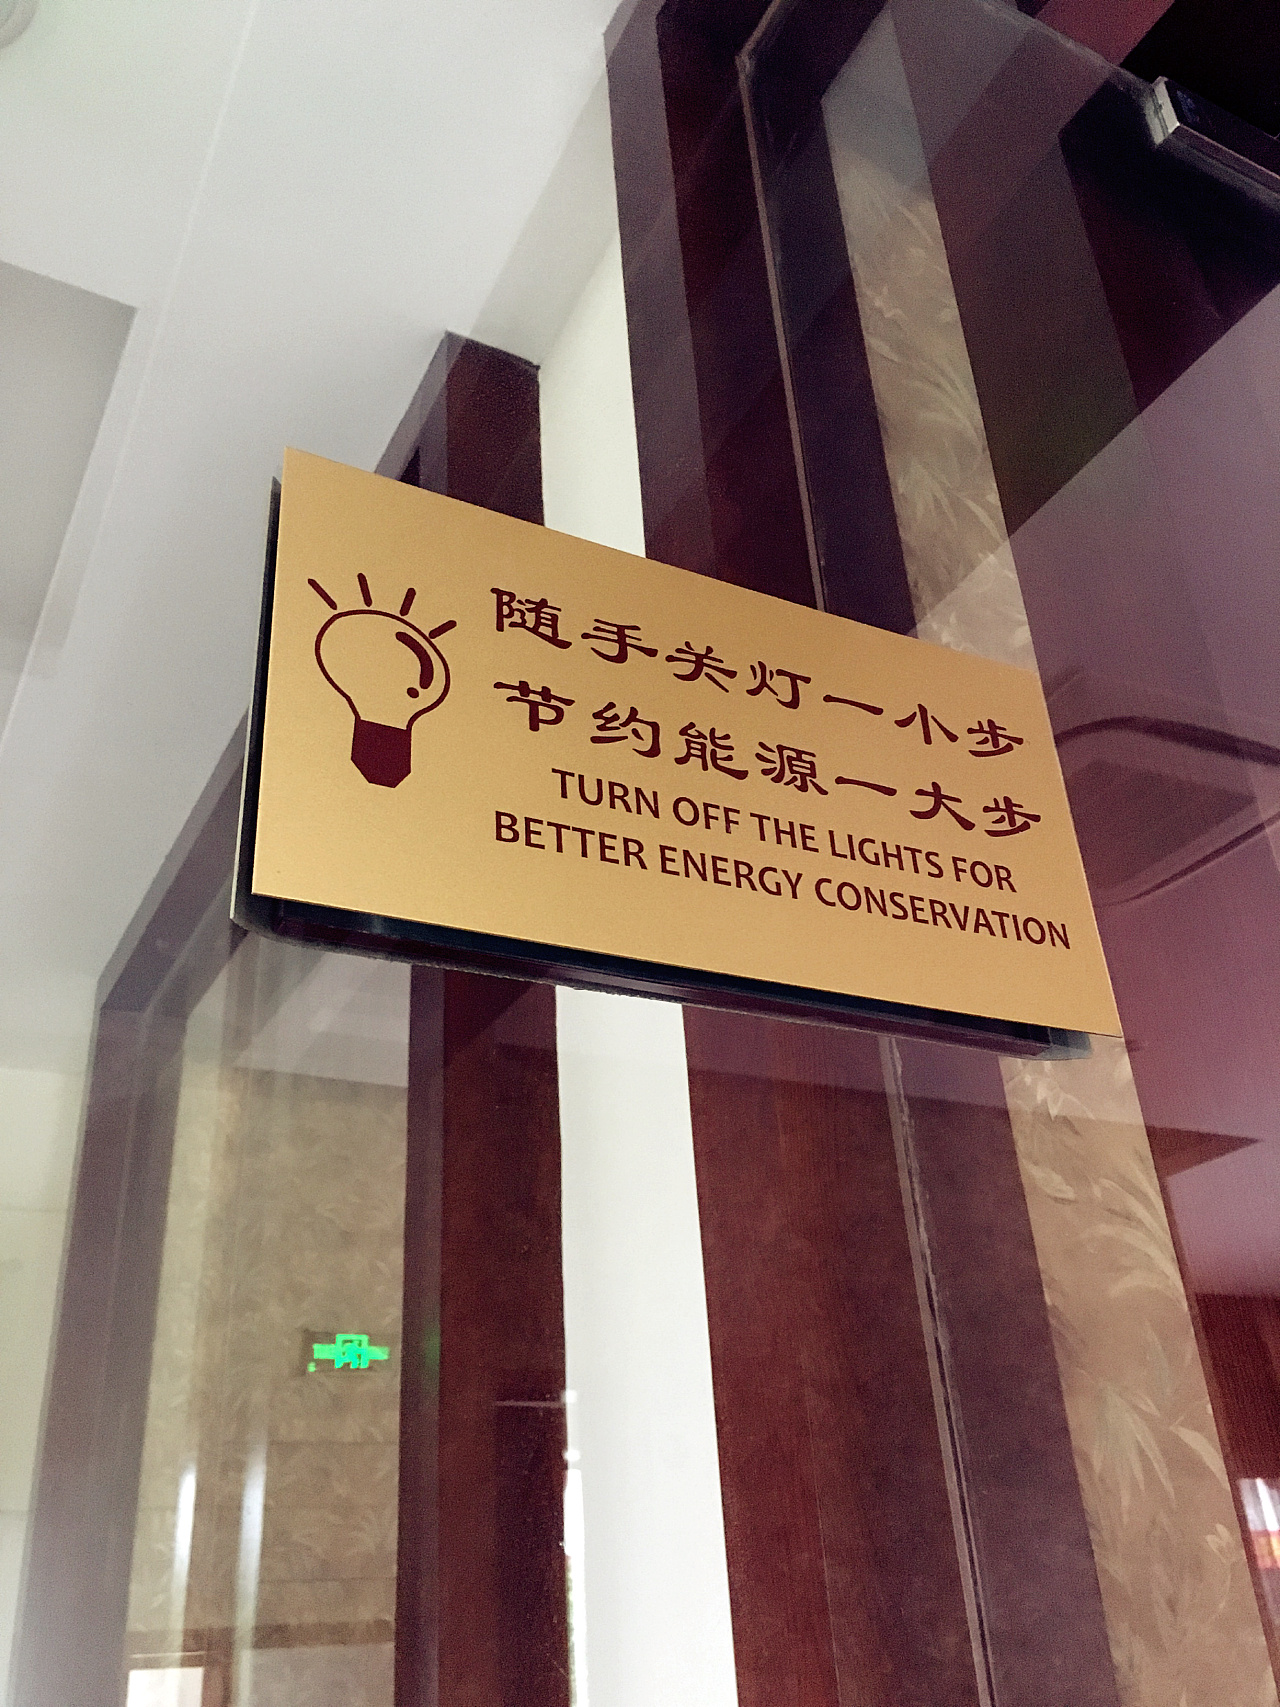 随手关灯一小步
节约能源一大步
TURN OFF THE LIGHTS FOR
BETTER ENERGY CONSERVATION